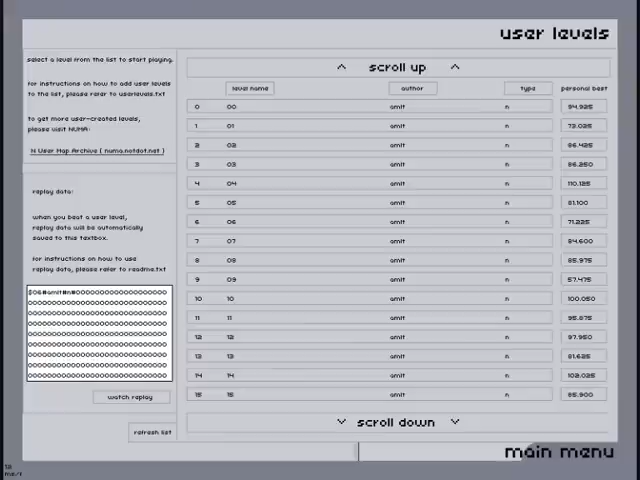 user levels
select a level from the list to start playing.
for instructions on how to add user levels
to the list, please refer to userlevels.txt
to get more user-created levels,
please visit NUMA:
N User Map Archive ( numa.notdot.net )
replay data:
when you beat a user level,
replay data will be automatically
saved to this textbox.
for instructions on how to use
replay data, please refer to readme.txt
watch replay
refresh list
scroll up
level name author type personal best
0 00 amit n 94.925
1 01 amit n 73.025
2 02 amit n 86.425
3 03 amit n 86.250
4 04 amit n 110.125
5 05 amit n 81.100
6 06 amit n 71.225
7 07 amit n 84.600
8 08 amit n 85.975
9 09 amit n 57.475
10 10 amit n 100.050
11 11 amit n 95.875
12 12 amit n 97.950
13 13 amit n 81.625
14 14 amit n 102.025
15 15 amit n 85.900
scroll down
main menu